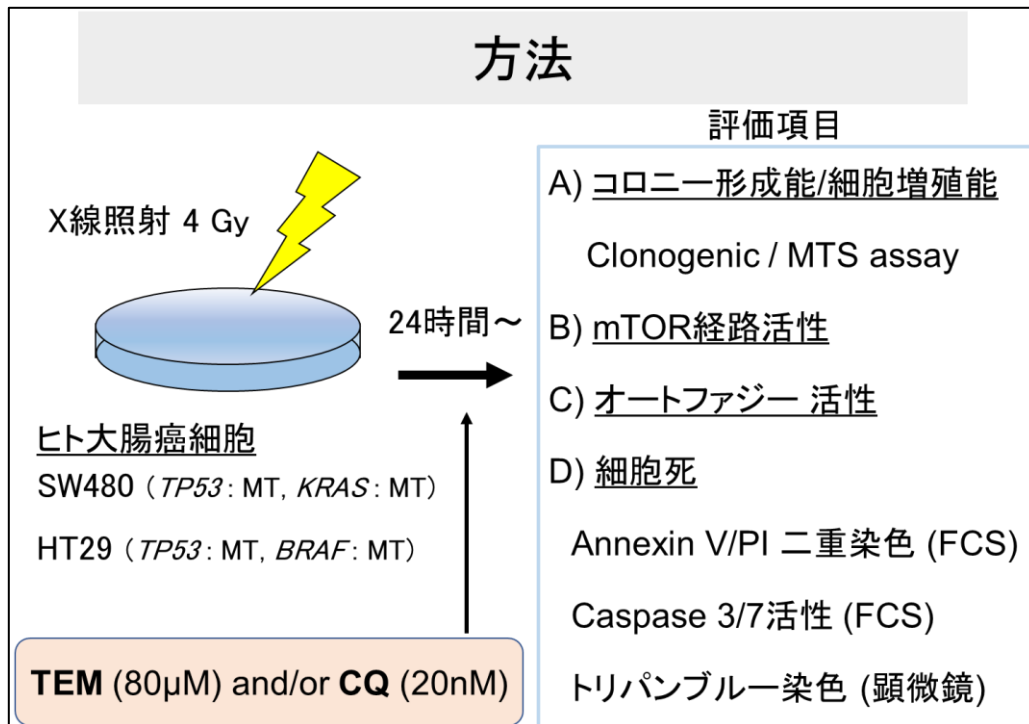 方法
X線照射 4 Gy
ヒト大腸癌細胞
SW480（TP53 : MT, KRAS : MT）
HT29（TP53 : MT, BRAF : MT）
24時間～
TEM (80μM) and/or CQ (20nM)
評価項目
A) コロニー形成能/細胞増殖能
Clonogenic / MTS assay
B) mTOR経路活性
C) オートファジー 活性
D) 細胞死
Annexin V/PI 二重染色 (FCS)
Caspase 3/7活性 (FCS)
トリパンブルー染色 (顕微鏡)